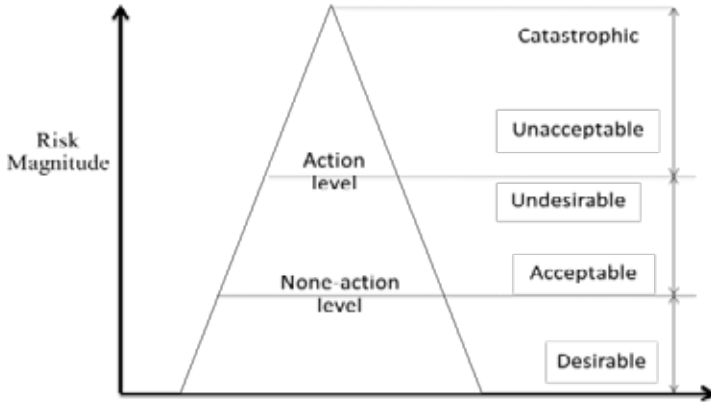 Catastrophic
Unacceptable
Risk
Magnitude
Action
level
Undesirable
Acceptable
None-action
level
Desirable